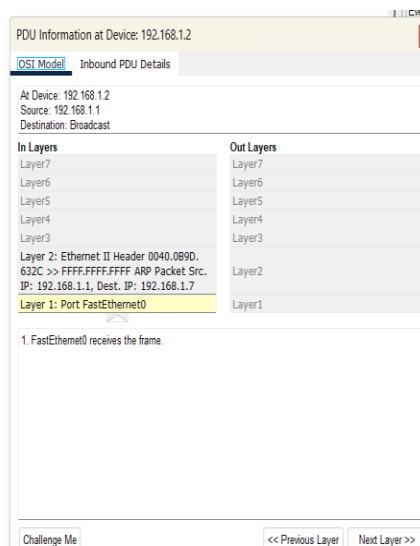 PDU Information at Device: 192.168.1.2
OSI Model Inbound PDU Details
At Device: 192.168.1.2
Source: 192.168.1.1
Destination: Broadcast
In Layers Out Layers
Layer7 Layer7
Layer6 Layer6
Layer5 Layer5
Layer4 Layer4
Layer3 Layer3
Layer 2: Ethernet II Header 0040.0B9D.
632C >> FFFF.FFFF.FFFF ARP Packet Src.
IP: 192.168.1.1, Dest. IP: 192.168.1.7
Layer2
Layer 1: Port FastEthernet0 Layer1
1. FastEthernet0 receives the frame.
Challenge Me << Previous Layer Next Layer >>